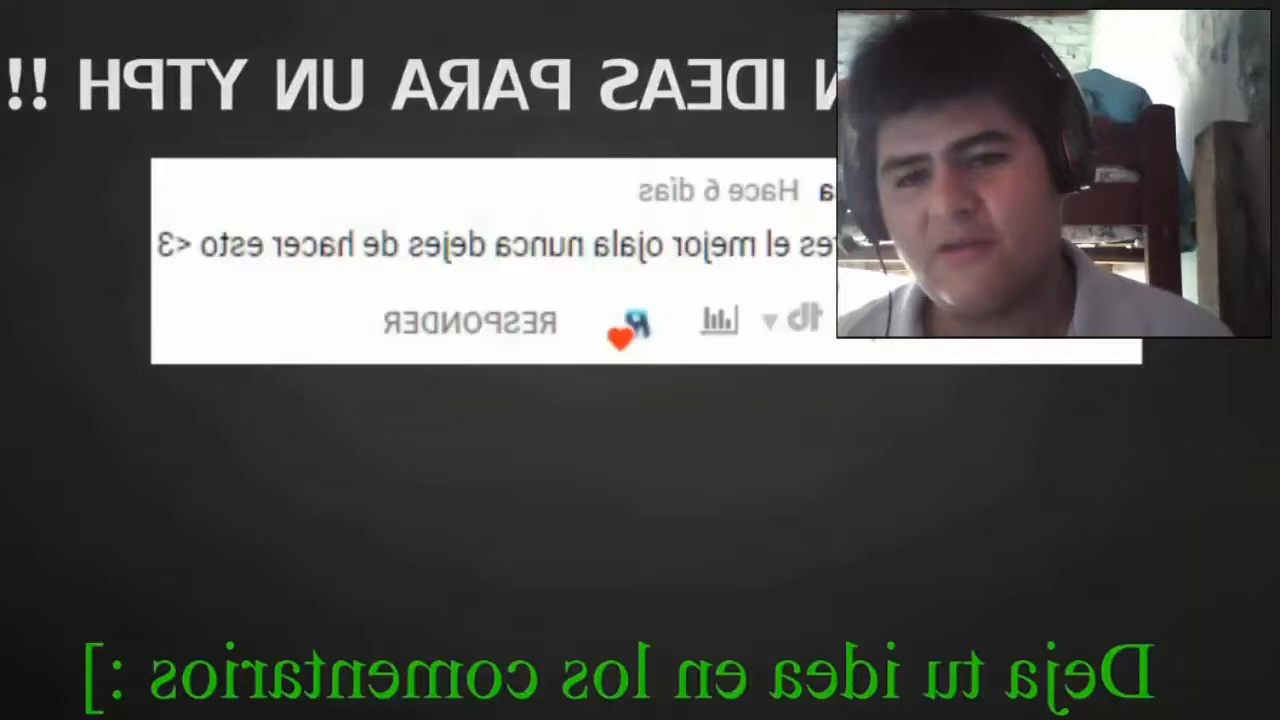 IDEAS PARA UN YTPH !!
Hace 6 días
el mejor ojala nunca dejes de hacer esto <3
RESPONDER
Deja tu idea en los comentarios :]